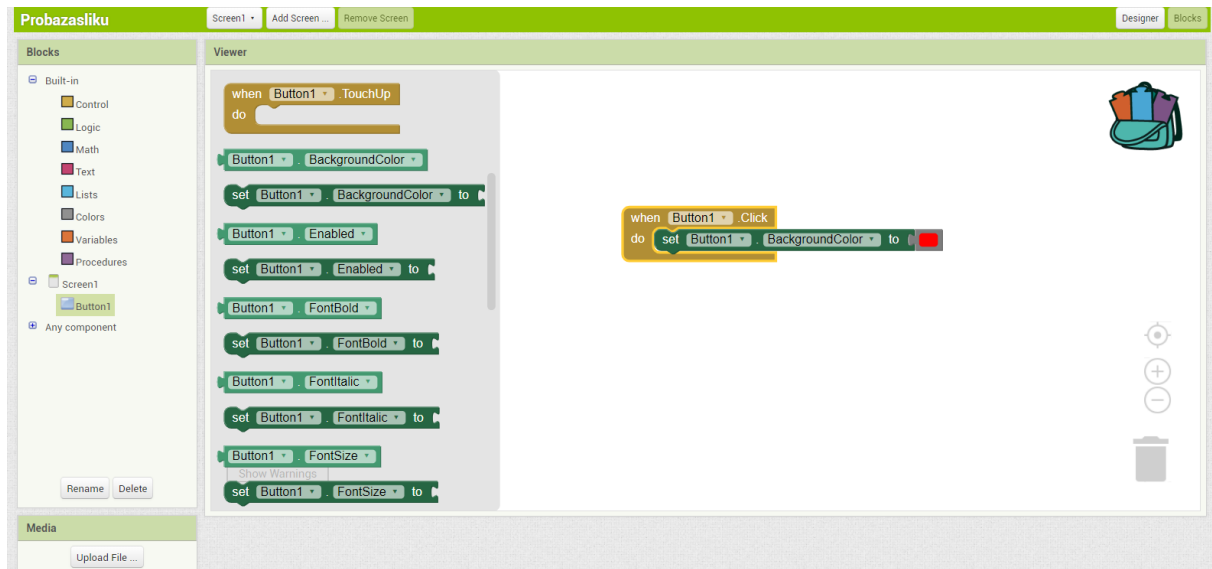 Probazasliku
Screen1 Add Screen ... Remove Screen
Designer Blocks
Blocks
Built-in
Control
Logic
Math
Text
Lists
Colors
Variables
Procedures
Screen1
Button1
Any component
Rename Delete
Media
Upload File ...
Viewer
when Button1 .TouchUp
do
Button1 . BackgroundColor
set Button1 . BackgroundColor to
Button1 . Enabled
set Button1 . Enabled to
Button1 . FontBold
set Button1 . FontBold to
Button1 . FontItalic
set Button1 . FontItalic to
Button1 . FontSize
Show Warnings
set Button1 . FontSize to
when Button1 .Click
do set Button1 . BackgroundColor to